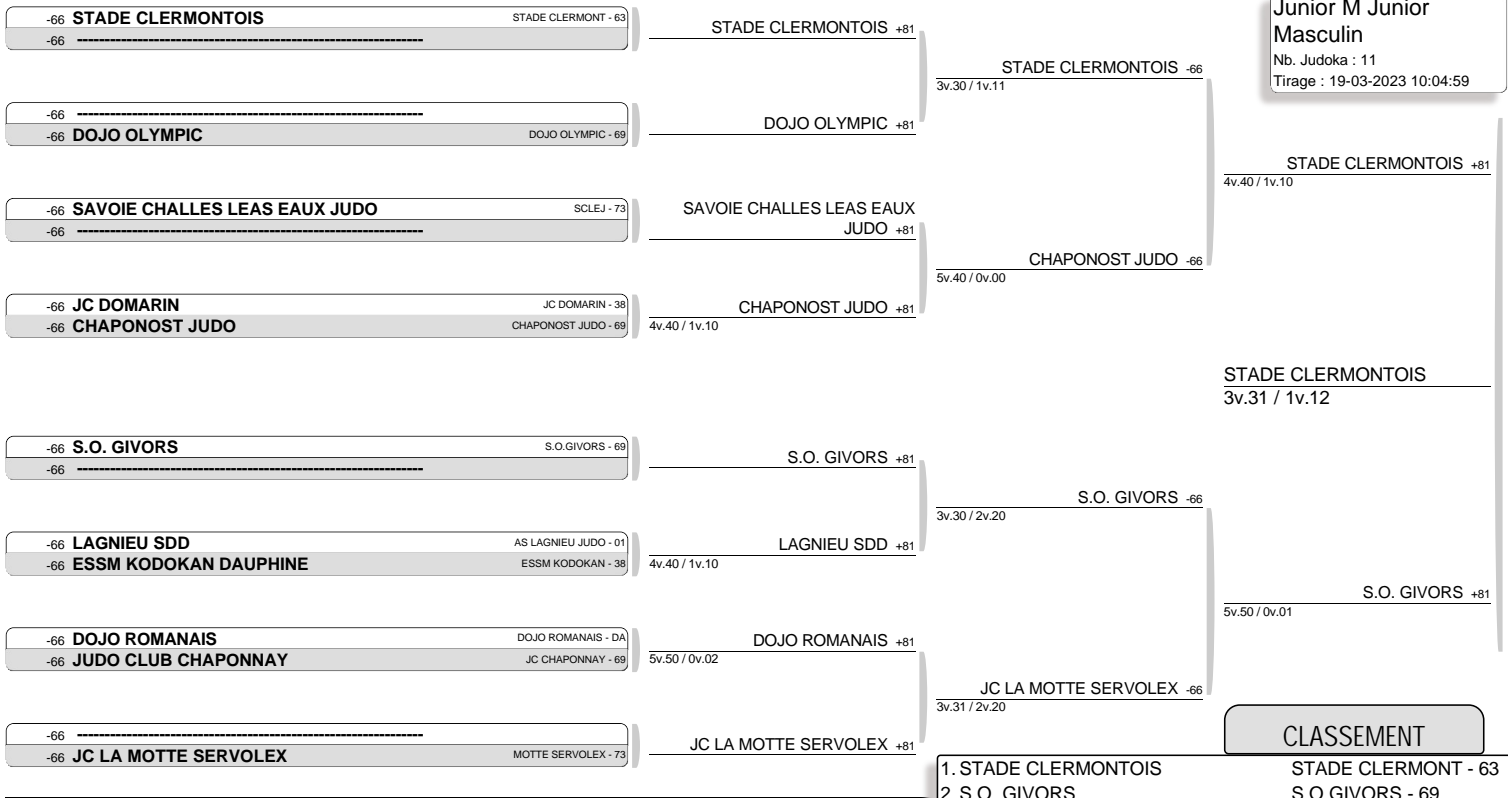 Junior M Junior
Masculin
Nb. Judoka : 11
Tirage : 19-03-2023 10:04:59
-66 STADE CLERMONTOIS STADE CLERMONT - 63
-66 --------------------------------------------------------------
-66 --------------------------------------------------------------
-66 DOJO OLYMPIC DOJO OLYMPIC - 69
-66 SAVOIE CHALLES LEAS EAUX JUDO SCLEJ - 73
-66 --------------------------------------------------------------
-66 JC DOMARIN JC DOMARIN - 38
-66 CHAPONOST JUDO CHAPONOST JUDO - 69
-66 S.O. GIVORS S.O.GIVORS - 69
-66 --------------------------------------------------------------
-66 LAGNIEU SDD AS LAGNIEU JUDO - 01
-66 ESSM KODOKAN DAUPHINE ESSM KODOKAN - 38
-66 DOJO ROMANAIS DOJO ROMANAIS - DA
-66 JUDO CLUB CHAPONNAY JC CHAPONNAY - 69
-66 --------------------------------------------------------------
-66 JC LA MOTTE SERVOLEX MOTTE SERVOLEX - 73
STADE CLERMONTOIS +81
DOJO OLYMPIC +81
SAVOIE CHALLES LEAS EAUX
JUDO +81
CHAPONOST JUDO +81
4v.40 / 1v.10
S.O. GIVORS +81
LAGNIEU SDD +81
4v.40 / 1v.10
DOJO ROMANAIS +81
5v.50 / 0v.02
JC LA MOTTE SERVOLEX +81
STADE CLERMONTOIS -66
3v.30 / 1v.11
CHAPONOST JUDO -66
5v.40 / 0v.00
S.O. GIVORS -66
3v.30 / 2v.20
JC LA MOTTE SERVOLEX -66
3v.31 / 2v.20
STADE CLERMONTOIS +81
4v.40 / 1v.10
STADE CLERMONTOIS
3v.31 / 1v.12
S.O. GIVORS +81
5v.50 / 0v.01
CLASSEMENT
1. STADE CLERMONTOIS STADE CLERMONT - 63
2. S.O. GIVORS S.O.GIVORS - 69